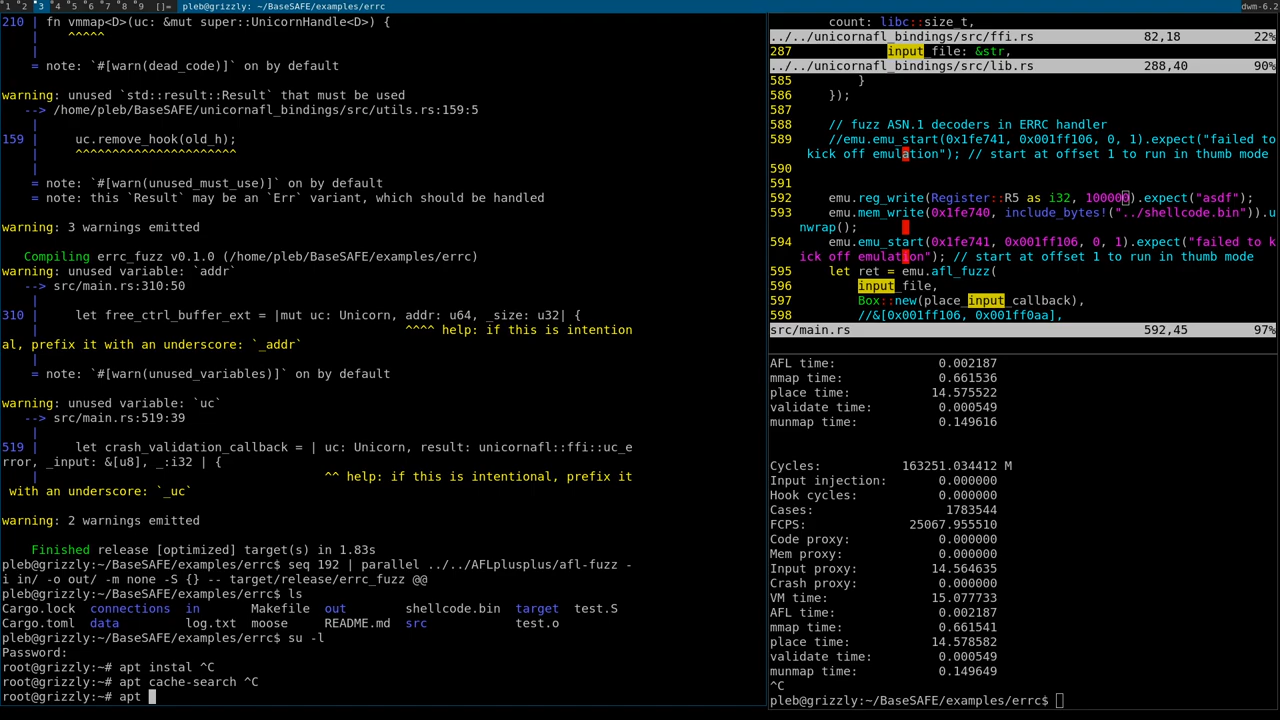 1 2 3 4 5 6 7 8 9 []= pleb@grizzly:~/BaseSAFE/examples/errc dwm-6.2
210 | fn vmmap<D>(uc: &mut super::UnicornHandle<D>) {
| ^^^^^
|
= note: `#[warn(dead_code)]` on by default
warning: unused `std::result::Result` that must be used
--> /home/pleb/BaseSAFE/unicornafl_bindings/src/utils.rs:159:5
|
159 | uc.remove_hook(old_h);
| ^^^^^^^^^^^^^^^^^^^^^^
|
= note: `#[warn(unused_must_use)]` on by default
= note: this `Result` may be an `Err` variant, which should be handled
warning: 3 warnings emitted
Compiling errc_fuzz v0.1.0 (/home/pleb/BaseSAFE/examples/errc)
warning: unused variable: `addr`
--> src/main.rs:310:50
|
310 | let free_ctrl_buffer_ext = |mut uc: Unicorn, addr: u64, _size: u32| {
| ^^^^ help: if this is intention
al, prefix it with an underscore: `_addr`
|
= note: `#[warn(unused_variables)]` on by default
warning: unused variable: `uc`
--> src/main.rs:519:39
|
519 | let crash_validation_callback = | uc: Unicorn, result: unicornafl::ffi::uc_e
rror, _input: &[u8], _:i32 | {
| ^^ help: if this is intentional, prefix it
with an underscore: `_uc`
warning: 2 warnings emitted
Finished release [optimized] target(s) in 1.83s
pleb@grizzly:~/BaseSAFE/examples/errc$ seq 192 | parallel ../../AFLplusplus/afl-fuzz -
i in/ -o out/ -m none -S {} -- target/release/errc_fuzz @@
pleb@grizzly:~/BaseSAFE/examples/errc$ ls
Cargo.lock connections in Makefile out shellcode.bin target test.S
Cargo.toml data log.txt moose README.md src test.o
pleb@grizzly:~/BaseSAFE/examples/errc$ su -l
Password:
root@grizzly:~# apt instal ^C
root@grizzly:~# apt cache-search ^C
root@grizzly:~# apt
count: libc::size_t,
../../unicornafl_bindings/src/ffi.rs 82,18 22%
287 input_file: &str,
../../unicornafl_bindings/src/lib.rs 288,40 90%
585 }
586 });
587
588 // fuzz ASN.1 decoders in ERRC handler
589 //emu.emu_start(0x1fe741, 0x001ff106, 0, 1).expect("failed to
kick off emulation"); // start at offset 1 to run in thumb mode
590
591
592 emu.reg_write(Register::R5 as i32, 100000).expect("asdf");
593 emu.mem_write(0x1fe740, include_bytes!("../shellcode.bin")).u
nwrap();
594 emu.emu_start(0x1fe741, 0x001ff106, 0, 1).expect("failed to k
ick off emulation"); // start at offset 1 to run in thumb mode
595 let ret = emu.afl_fuzz(
596 input_file,
597 Box::new(place_input_callback),
598 //&[0x001ff106, 0x001ff0aa],
src/main.rs 592,45 97%
AFL time: 0.002187
mmap time: 0.661536
place time: 14.575522
validate time: 0.000549
munmap time: 0.149616
Cycles: 163251.034412 M
Input injection: 0.000000
Hook cycles: 0.000000
Cases: 1783544
FCPS: 25067.955510
Code proxy: 0.000000
Mem proxy: 0.000000
Input proxy: 14.564635
Crash proxy: 0.000000
VM time: 15.077733
AFL time: 0.002187
mmap time: 0.661541
place time: 14.578582
validate time: 0.000549
munmap time: 0.149649
^C
pleb@grizzly:~/BaseSAFE/examples/errc$